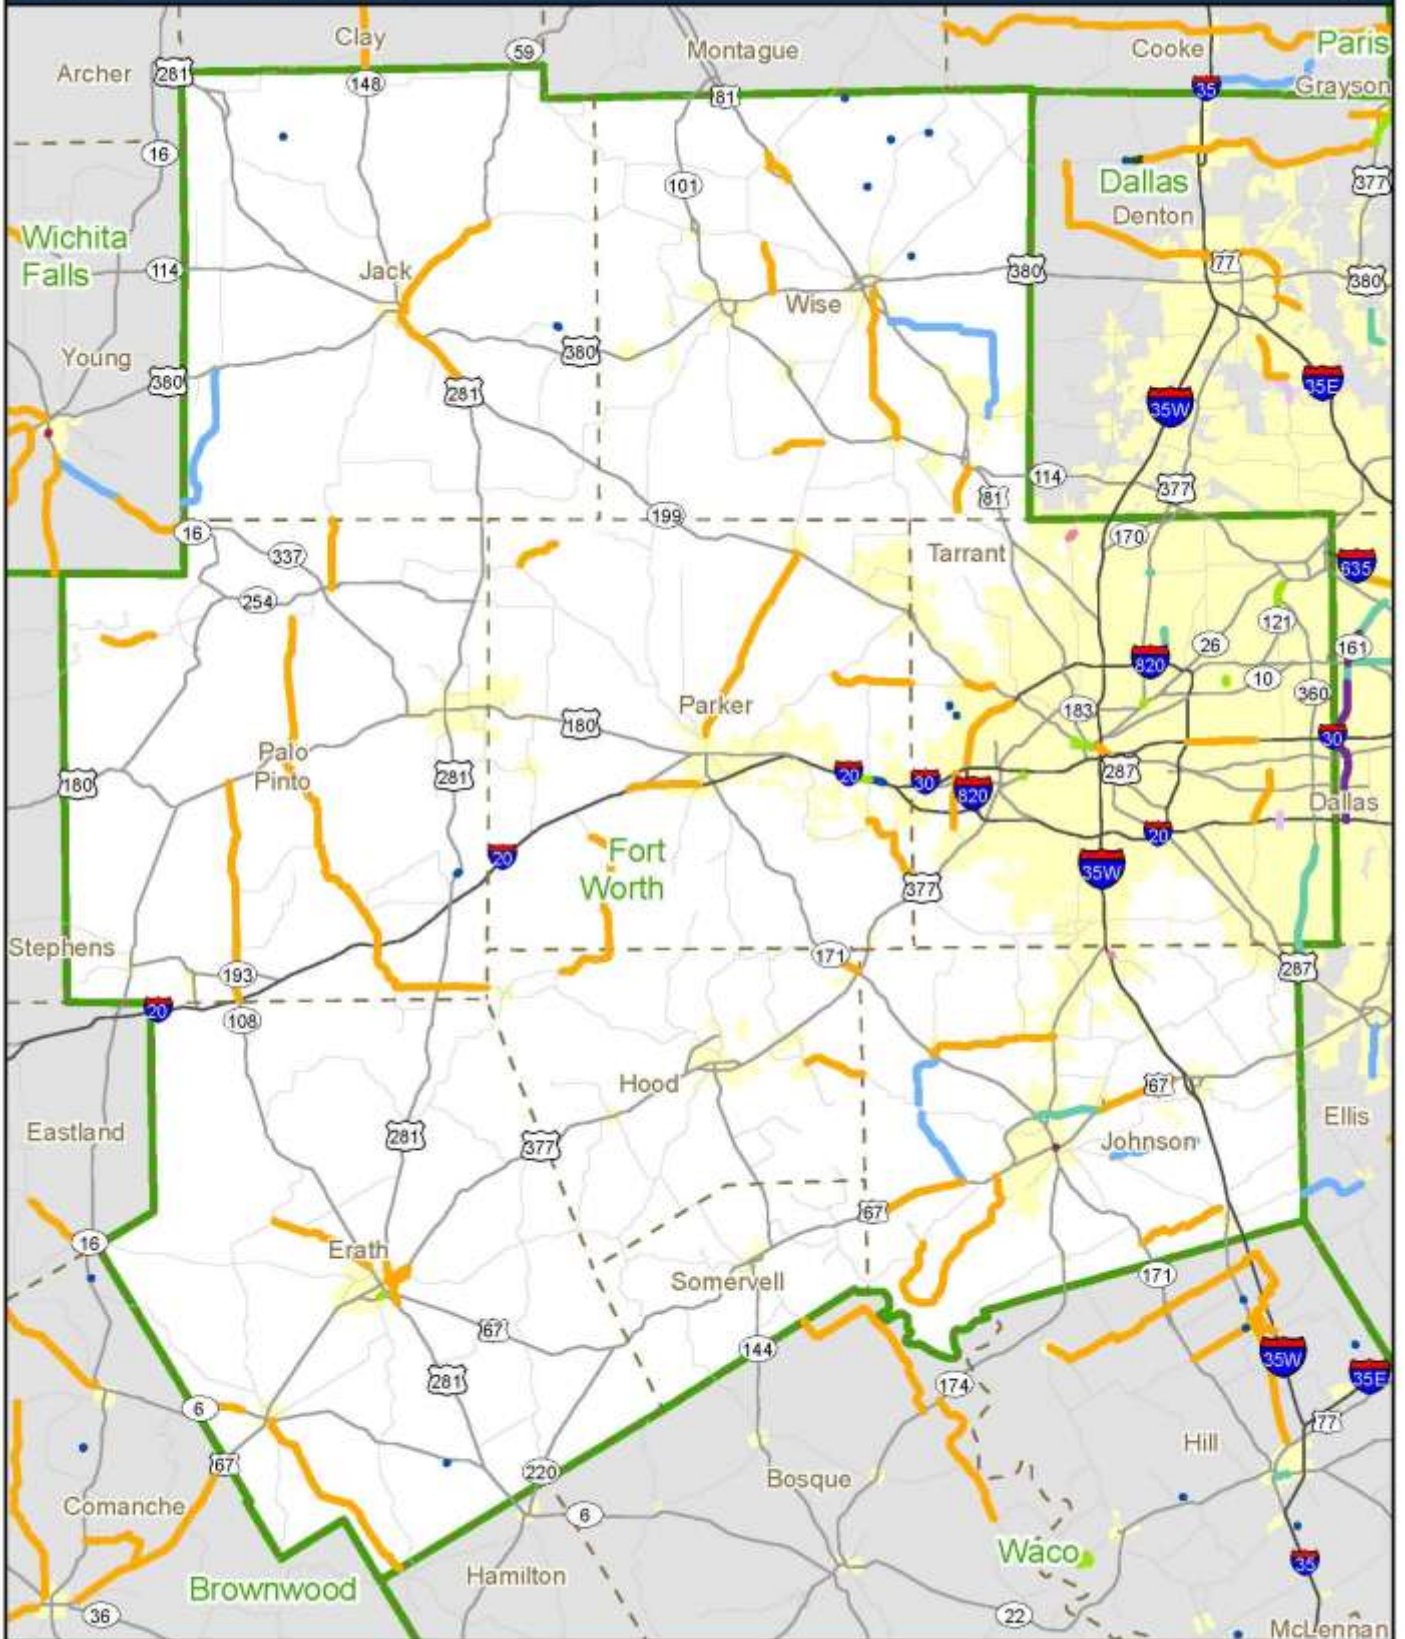 Clay
59
Montague
Cooke
Paris
Archer
281
148
81
35
Grayson
16
101
Dallas
377
Denton
Wichita
Falls
114
Jack
380
77
380
Wise
Young
380
380
281
35W
35E
114
377
81
199
16
337
170
Tarrant
635
254
121
26
161
820
10
360
Parker
183
180
30
Palo
Pinto
180
281
20
30
820
287
Dallas
20
20
Fort
Worth
35W
377
Stephens
171
193
287
20
108
Hood
67
Ellis
Eastland
281
377
Johnson
67
16
Erath
Somervell
171
67
144
35W
281
174
35E
6
77
67
220
Hill
Bosque
Comanche
6
Waco
Brownwood
Hamilton
35
36
22
McLennan